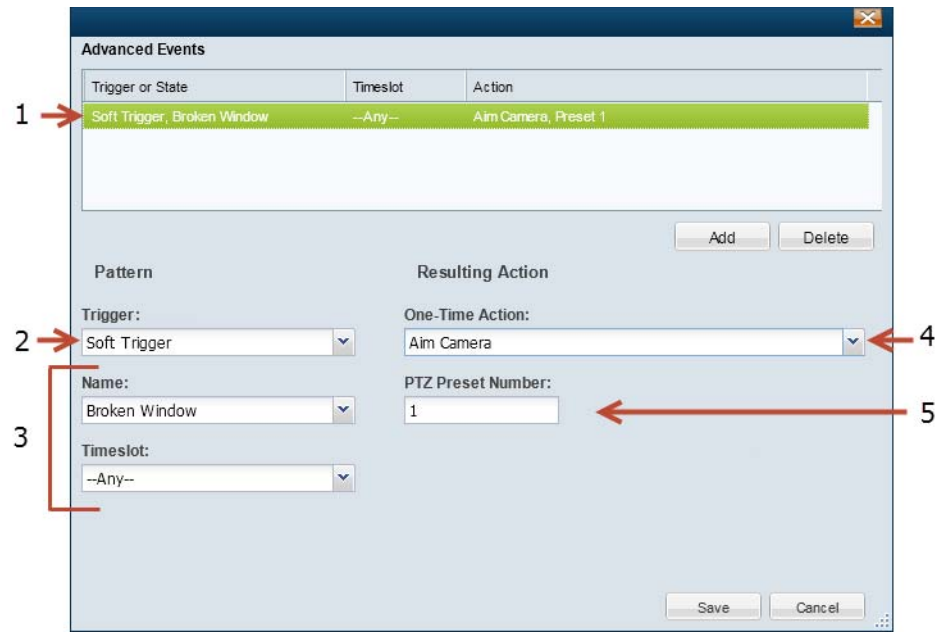 Advanced Events
Trigger or State Timeslot Action
1 Soft Trigger, Broken Window --Any-- Aim Camera, Preset 1
Add Delete
Pattern Resulting Action
Trigger: One-Time Action:
2 Soft Trigger Aim Camera 4
Name: PTZ Preset Number:
Broken Window 1 5
3
Timeslot:
--Any--
Save Cancel